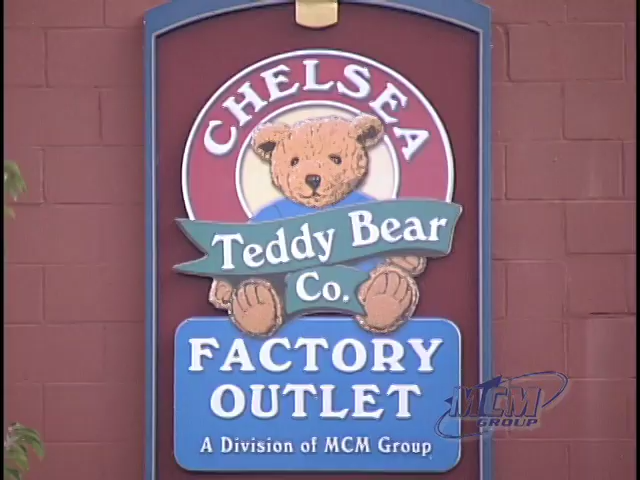 CHELSEA
Teddy Bear
Co.
FACTORY
OUTLET
A Division of MCM Group
MCM
GROUP